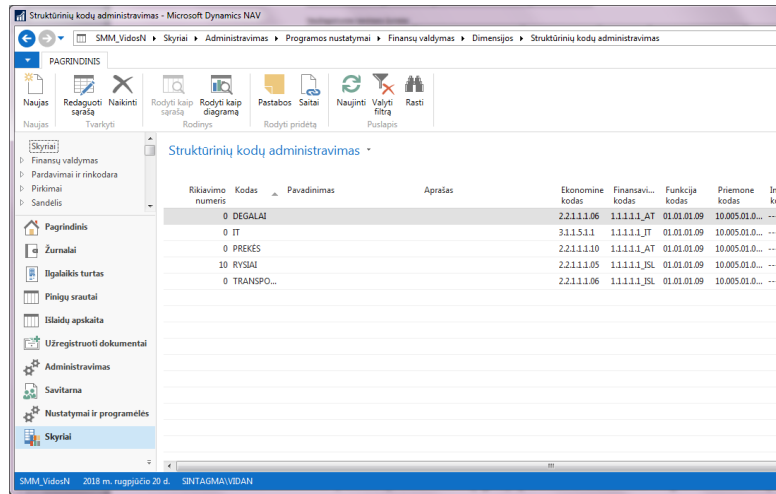 Struktūrinių kodų administravimas - Microsoft Dynamics NAV
SMM_VidosN ▸ Skyriai ▸ Administravimas ▸ Programos nustatymai ▸ Finansų valdymas ▸ Dimensijos ▸ Struktūrinių kodų administravimas
PAGRINDINIS
Naujas Redaguoti sąrašą Naikinti Rodyti kaip sąrašą Rodyti kaip diagramą Pastabos Saitai Naujinti Valyti filtrą Rasti
Naujas Tvarkyti Rodinys Rodyti pridėtą Puslapis
Skyriai
Finansų valdymas
Pardavimai ir rinkodara
Pirkimai
Sandėlis
Pagrindinis
Žurnalai
Ilgalaikis turtas
Pinigų srautai
Išlaidų apskaita
Užregistruoti dokumentai
Administravimas
Savitarna
Nustatymai ir programėlės
Skyriai
Struktūrinių kodų administravimas
Rikiavimo numeris Kodas Pavadinimas Aprašas Ekonomine kodas Finansavi... kodas Funkcija kodas Priemone kodas
0 DEGALAI 2.2.1.1.1.06 1.1.1.1.1_AT 01.01.01.09 10.005.01.0... --
0 IT 3.1.1.5.1.1 1.1.1.1.1_IT 01.01.01.09 10.005.01.0... --
0 PREKĖS 2.2.1.1.1.10 1.1.1.1.1_AT 01.01.01.09 10.005.01.0... --
10 RYSIAI 2.2.1.1.1.05 1.1.1.1.1_ISL 01.01.01.09 10.005.01.0... --
0 TRANSPO... 2.2.1.1.1.06 1.1.1.1.1_ISL 01.01.01.09 10.005.01.0... --
SMM_VidosN 2018 m. rugpjūčio 20 d. SINTAGMA\VIDAN